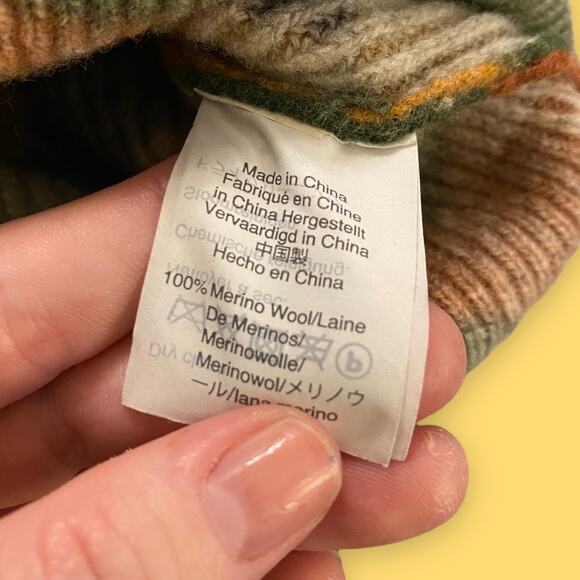 Made in China
Fabriqué en Chine
in China Hergestellt
Vervaardigd in China
中国製
Hecho en China
100% Merino Wool/Laine
De Merinos/
Merinowolle/
Merinowol/メリノウ
ール/lana merino